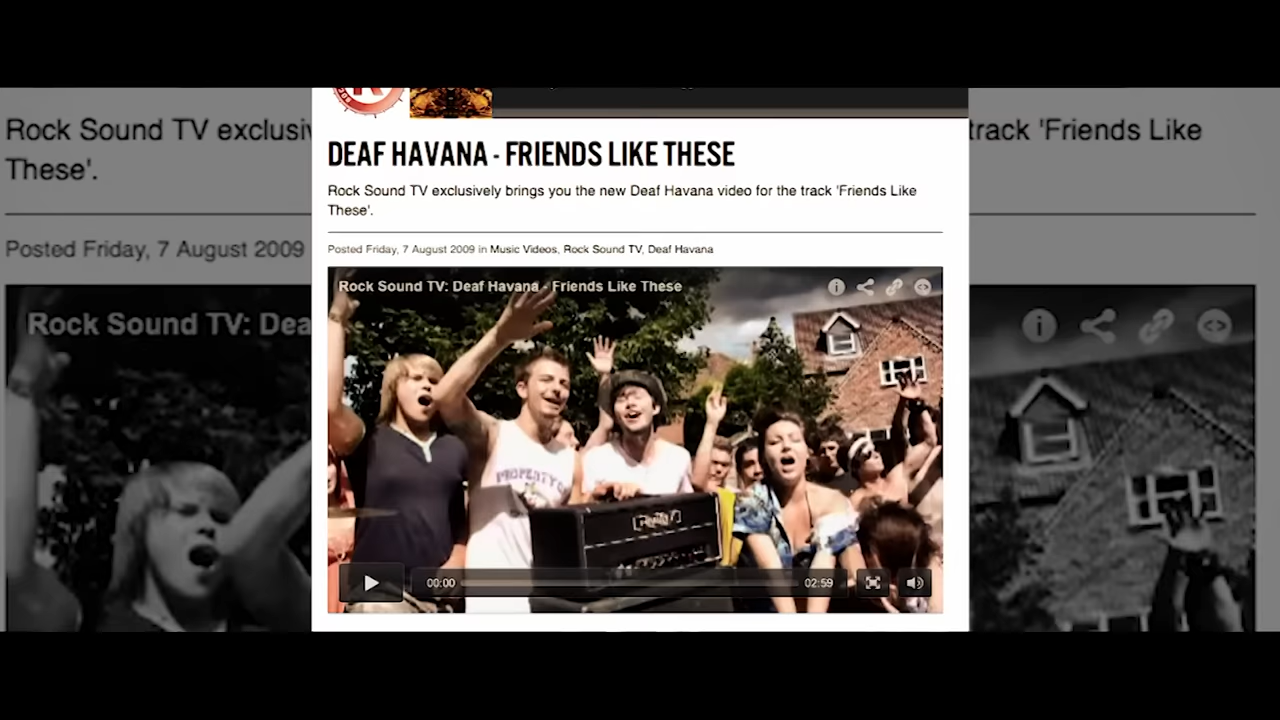 Rock Sound TV exclusiv
track 'Friends Like
These'.
Posted Friday, 7 August 2009
Rock Sound TV: Dea
DEAF HAVANA - FRIENDS LIKE THESE
Rock Sound TV exclusively brings you the new Deaf Havana video for the track 'Friends Like
These'.
Posted Friday, 7 August 2009 in Music Videos, Rock Sound TV, Deaf Havana
Rock Sound TV: Deaf Havana - Friends Like These
PROPERTY O
00:00
02:59